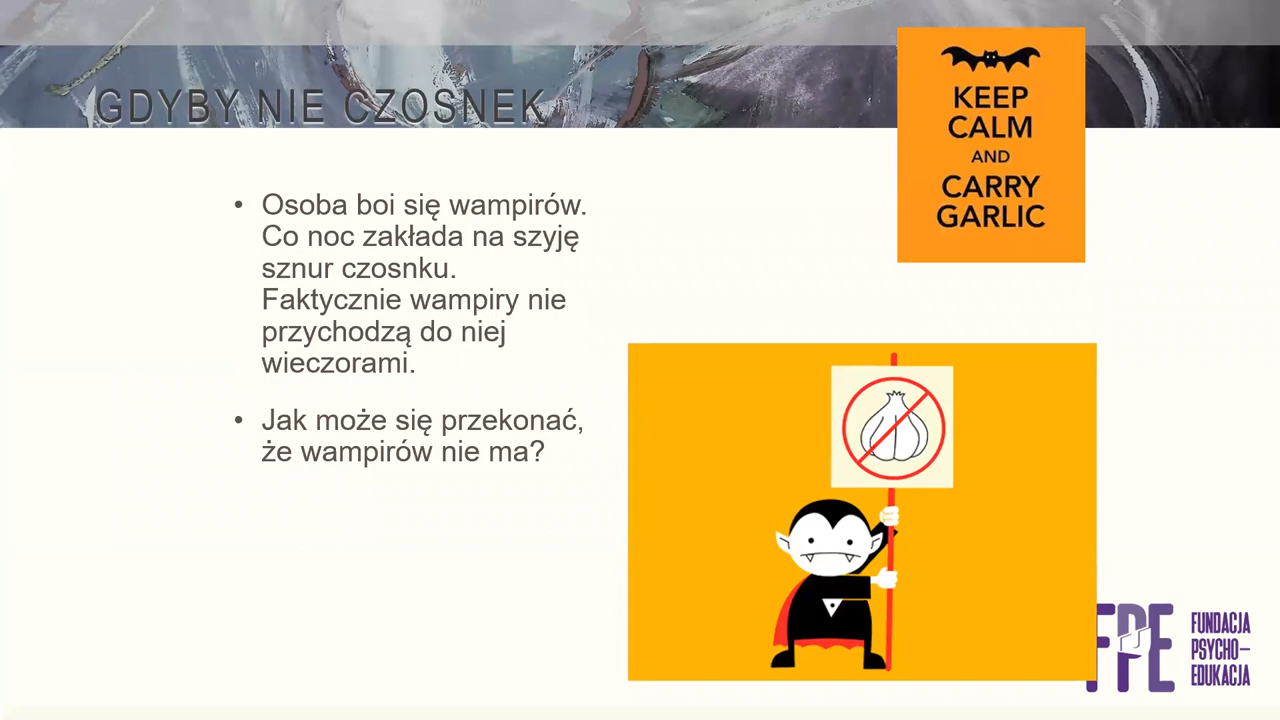 GDYBY NIE CZOSNEK
KEEP
CALM
AND
CARRY
GARLIC
• Osoba boi się wampirów.
Co noc zakłada na szyję
sznur czosnku.
Faktycznie wampiry nie
przychodzą do niej
wieczorami.
• Jak może się przekonać,
że wampirów nie ma?
FPE
FUNDACJA
PSYCHO–
EDUKACJA